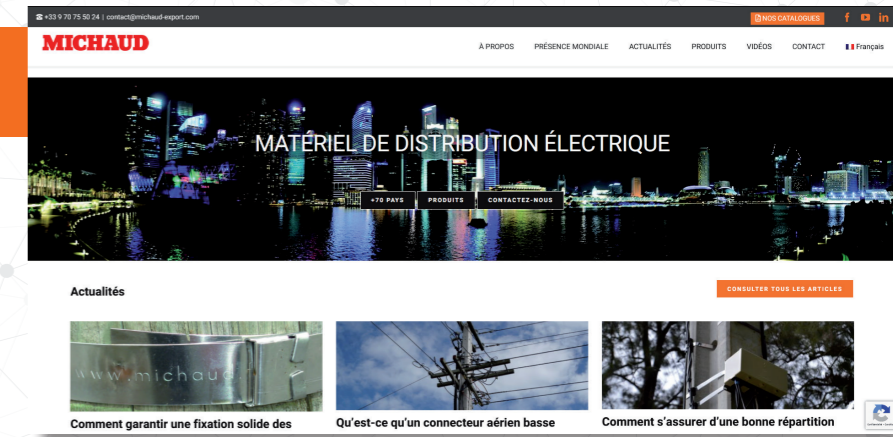 +33 9 70 75 50 24 | contact@michaud-export.com
NOS CATALOGUES
MICHAUD
À PROPOS PRÉSENCE MONDIALE ACTUALITÉS PRODUITS VIDÉOS CONTACT Français
MATÉRIEL DE DISTRIBUTION ÉLECTRIQUE
+70 PAYS PRODUITS CONTACTEZ-NOUS
Actualités
CONSULTER TOUS LES ARTICLES
www.michaud
Comment garantir une fixation solide des
Qu'est-ce qu'un connecteur aérien basse
Comment s'assurer d'une bonne répartition